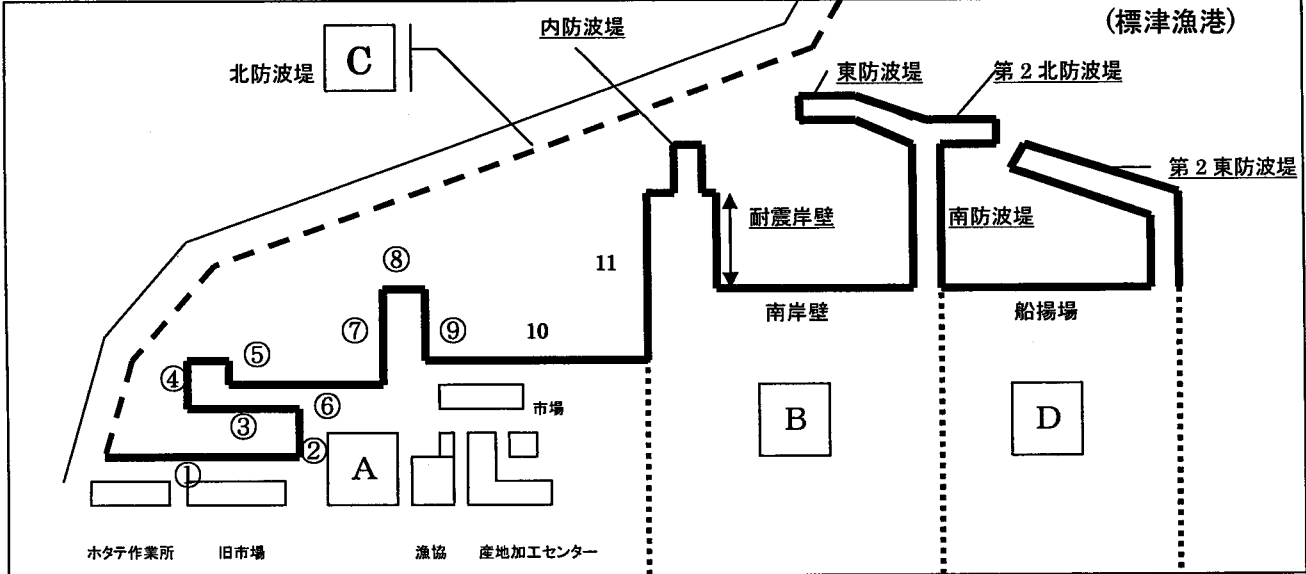 (標津漁港)
内防波堤
北防波堤
C
東防波堤
第2北防波堤
第2東防波堤
耐震岸壁
南防波堤
11
⑧
南岸壁
船揚場
⑦
⑨
10
⑤
④
⑥
③
市場
②
①
A
B
D
ホタテ作業所
旧市場
漁協
産地加工センター